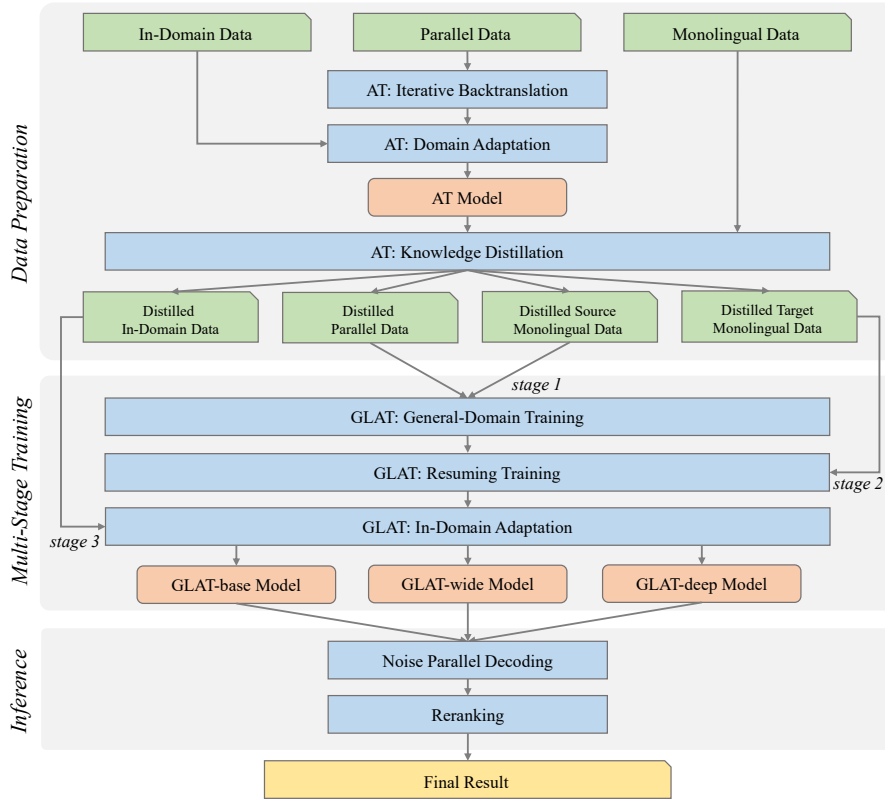 Data Preparation
In-Domain Data
Parallel Data
Monolingual Data
AT: Iterative Backtranslation
AT: Domain Adaptation
AT Model
AT: Knowledge Distillation
Distilled
In-Domain Data
Distilled
Parallel Data
Distilled Source
Monolingual Data
Distilled Target
Monolingual Data
Multi-Stage Training
stage 1
GLAT: General-Domain Training
GLAT: Resuming Training
stage 2
GLAT: In-Domain Adaptation
stage 3
GLAT-base Model
GLAT-wide Model
GLAT-deep Model
Inference
Noise Parallel Decoding
Reranking
Final Result